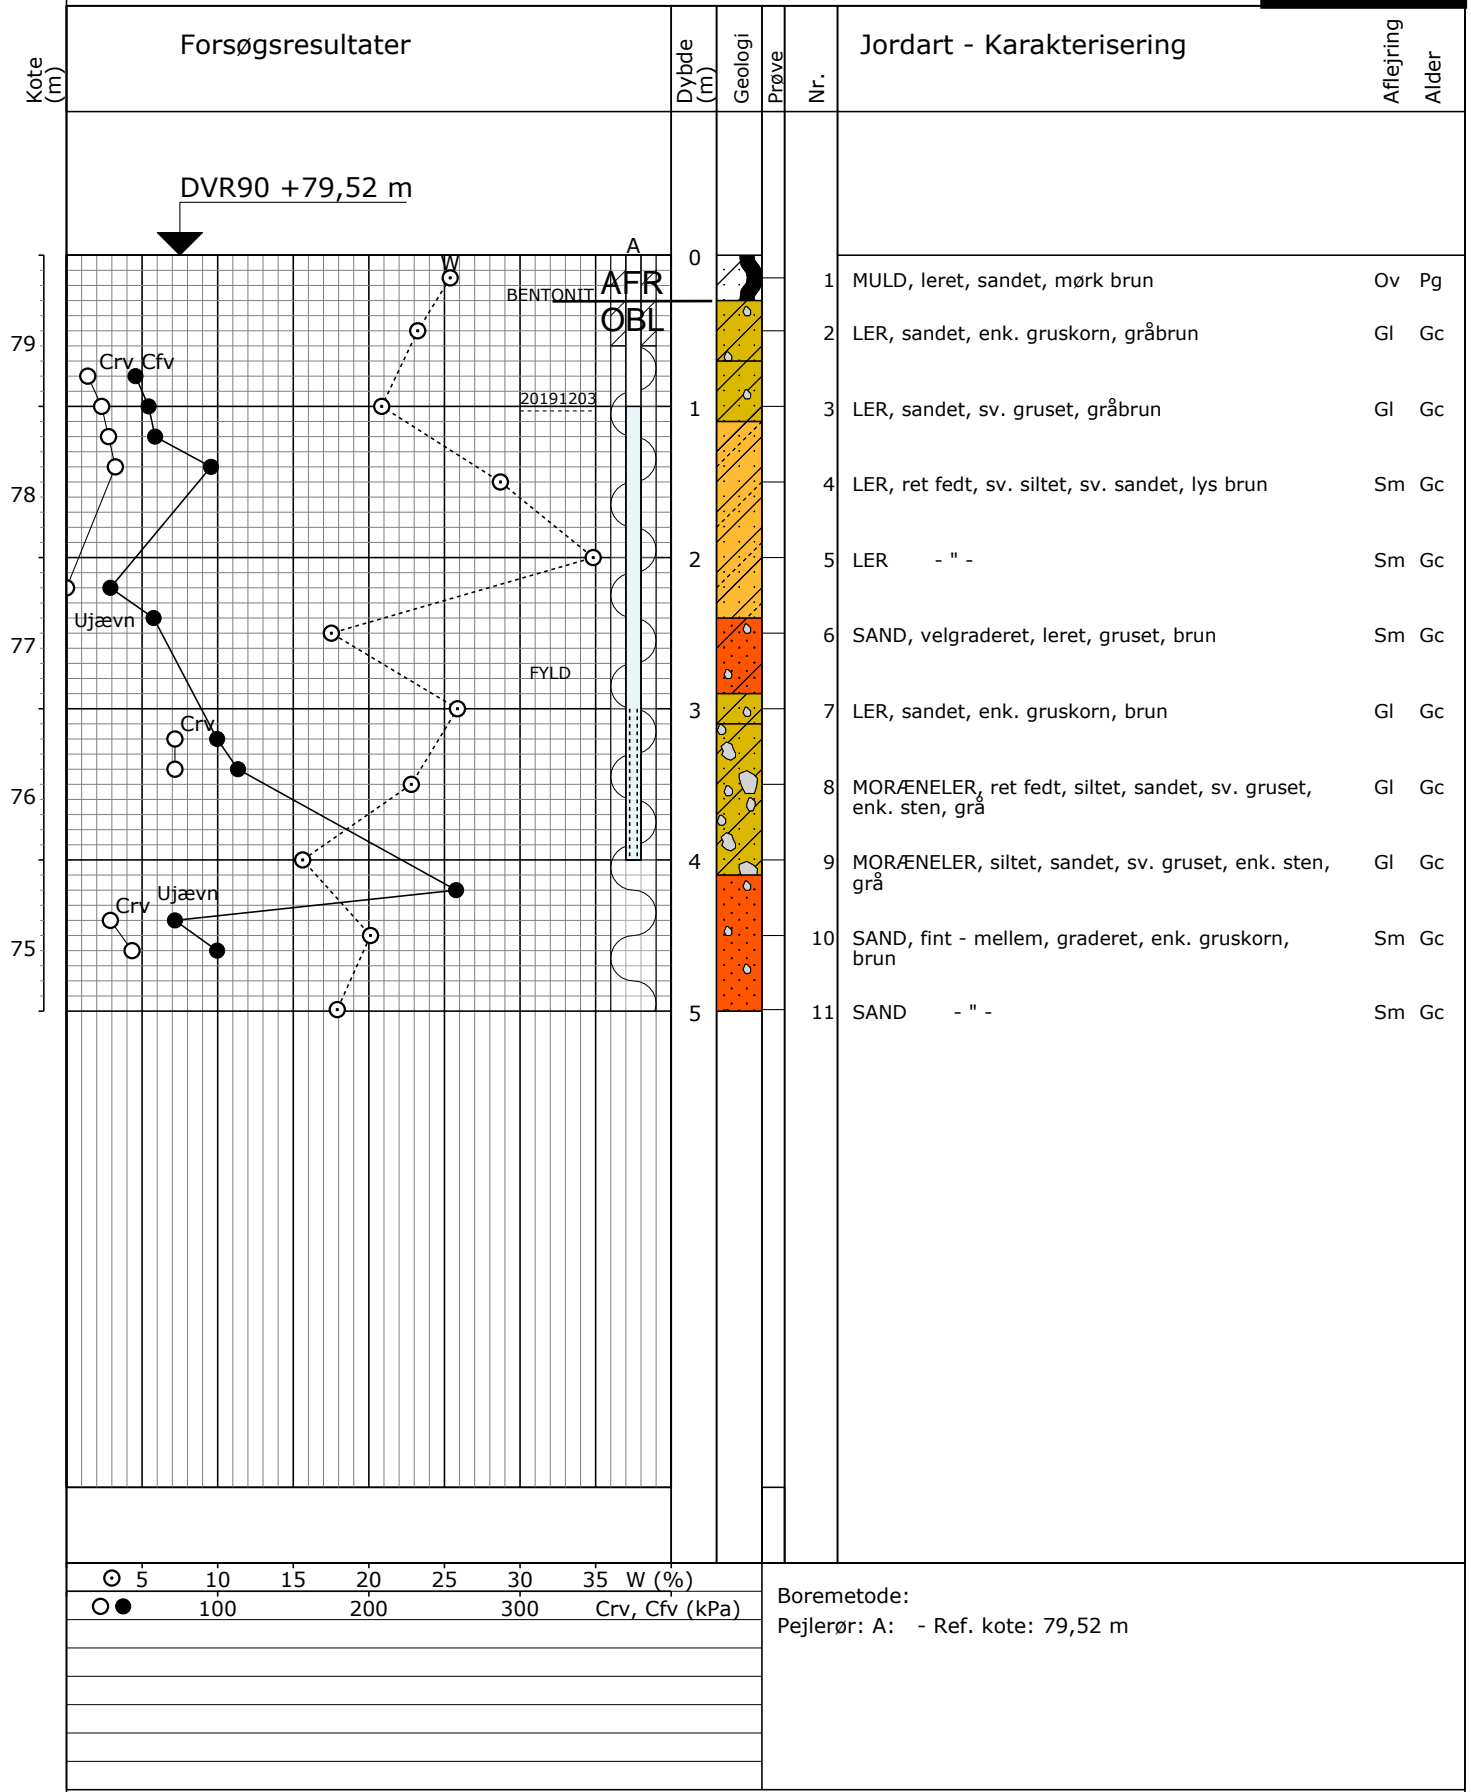 Kote (m)
Forsøgsresultater
Dybde (m)
Geologi
Prøve
Nr.
Jordart - Karakterisering
Aflejring
Alder
DVR90 +79,52 m
A
W
0
AFR
BENTONIT
OBL
1 MULD, leret, sandet, mørk brun Ov Pg
2 LER, sandet, enk. gruskorn, gråbrun Gl Gc
79
Crv Cfv
20191203
1
3 LER, sandet, sv. gruset, gråbrun Gl Gc
78
4 LER, ret fedt, sv. siltet, sv. sandet, lys brun Sm Gc
2
5 LER - " - Sm Gc
Ujævn
77
6 SAND, velgraderet, leret, gruset, brun Sm Gc
FYLD
3
7 LER, sandet, enk. gruskorn, brun Gl Gc
Crv
76
8 MORÆNELER, ret fedt, siltet, sandet, sv. gruset, Gl Gc
enk. sten, grå
4
9 MORÆNELER, siltet, sandet, sv. gruset, enk. sten, Gl Gc
grå
Ujævn
Crv
75
10 SAND, fint - mellem, graderet, enk. gruskorn, Sm Gc
brun
5
11 SAND - " - Sm Gc
5 10 15 20 25 30 35 W (%)
100 200 300 Crv, Cfv (kPa)
Boremetode:
Pejlerør: A: - Ref. kote: 79,52 m